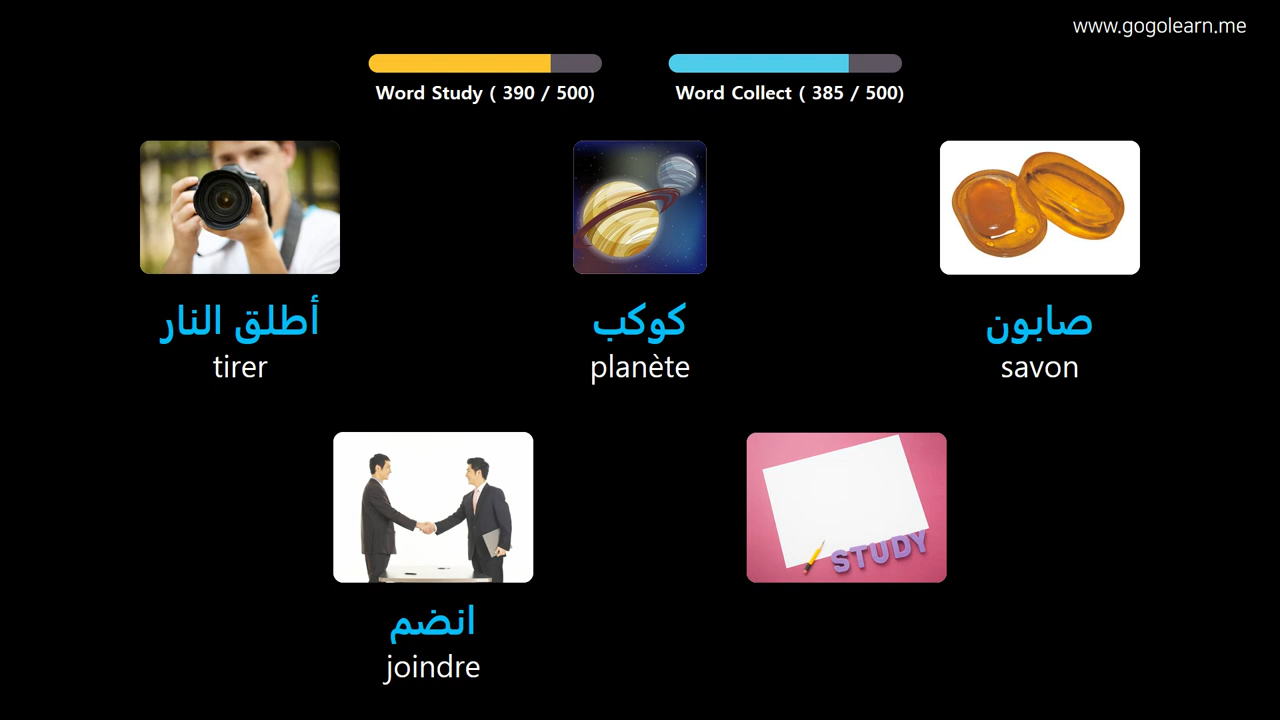 www.gogolearn.me
Word Study ( 390 / 500)
Word Collect ( 385 / 500)
أطلق النار
tirer
كوكب
planète
صابون
savon
STUDY
انضم
joindre